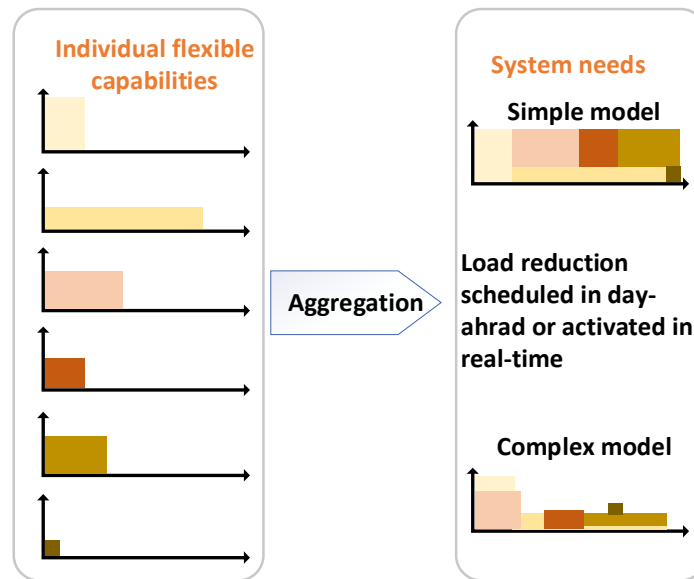 Individual flexible
capabilities
Aggregation
System needs
Simple model
Load reduction
scheduled in day-
ahrad or activated in
real-time
Complex model